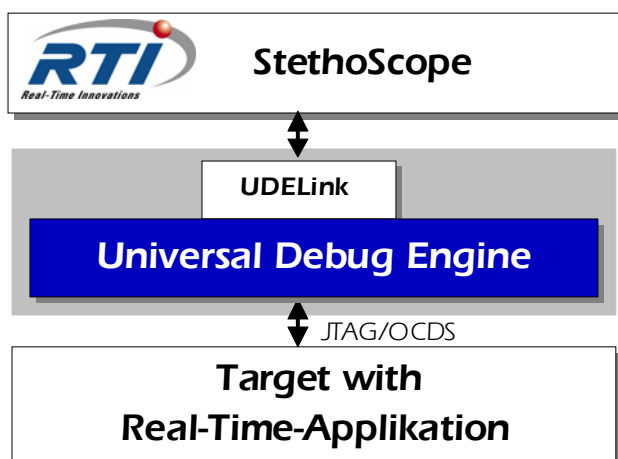 RTI
Real-Time Innovations
StethoScope
UDELink
Universal Debug Engine
JTAG/OCDS
Target with
Real-Time-Applikation